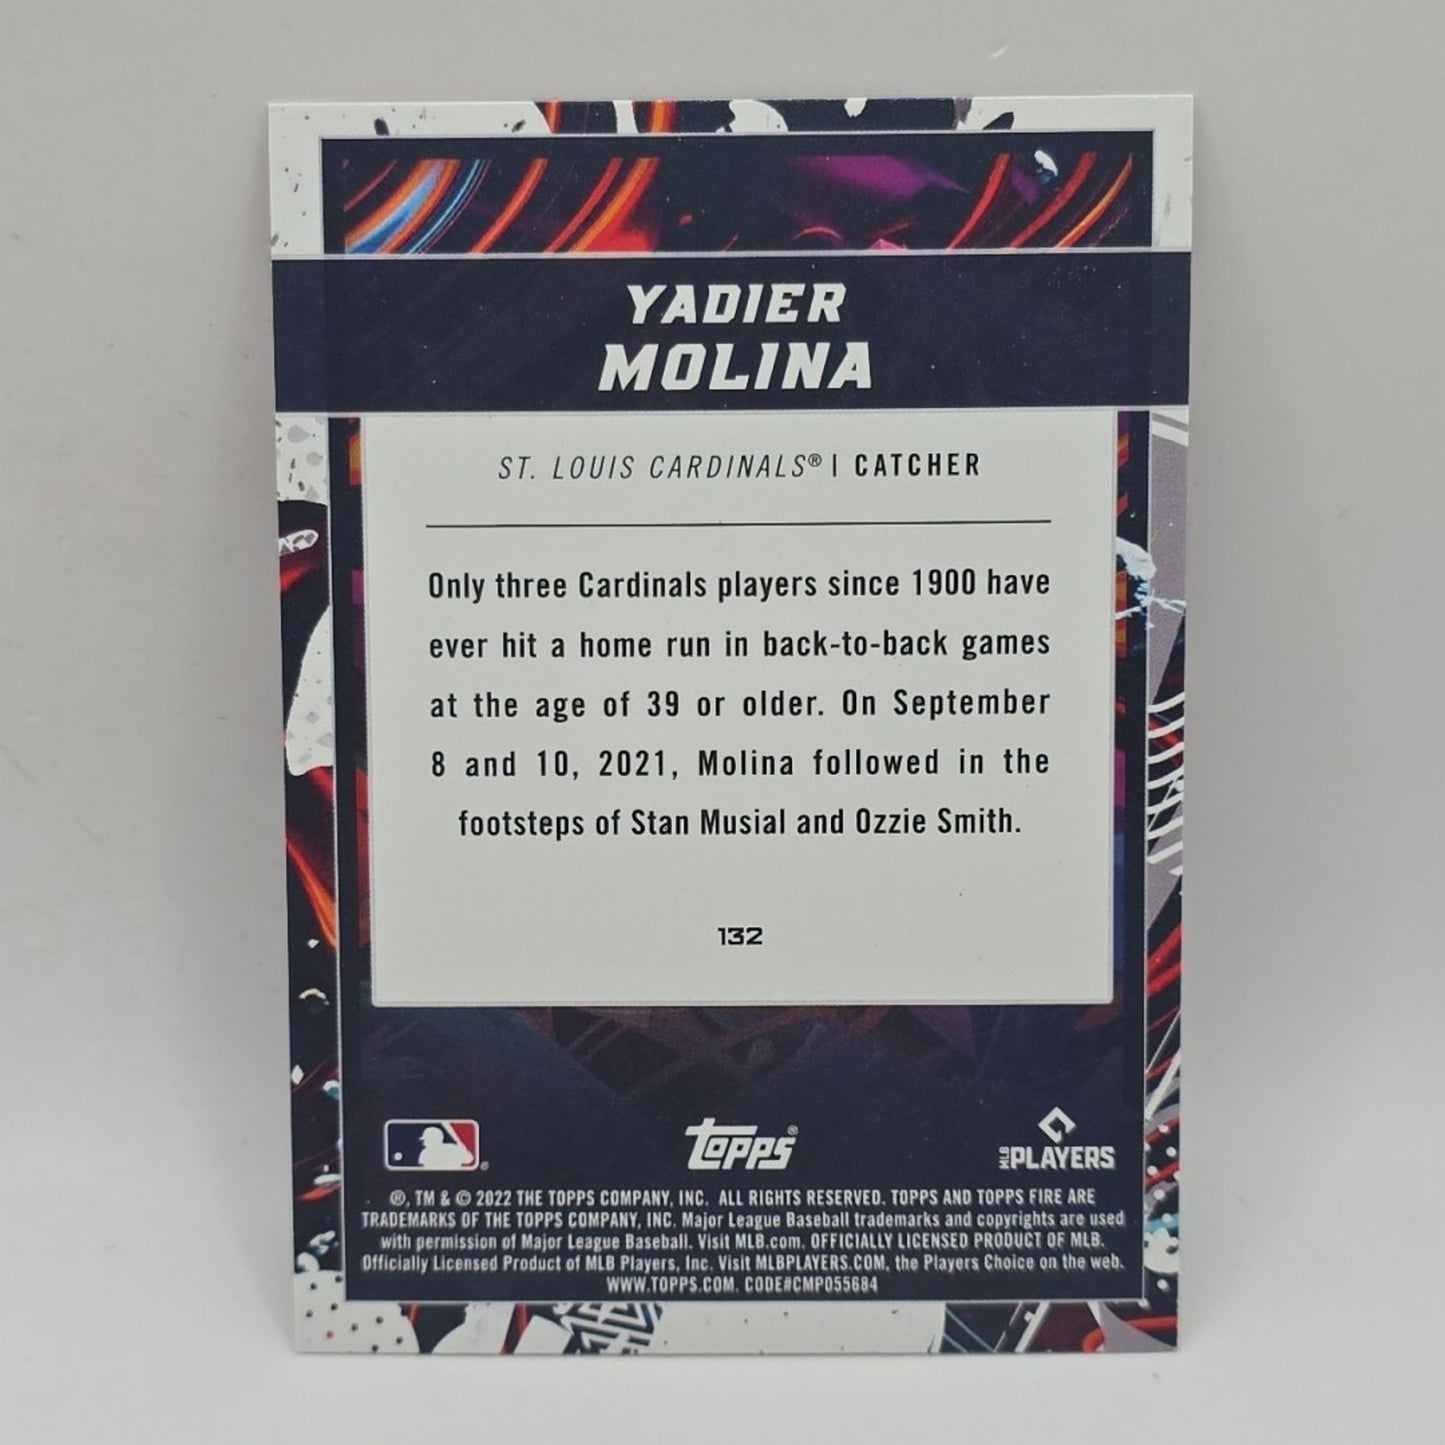 YADIER
MOLINA
ST. LOUIS CARDINALS® | CATCHER
Only three Cardinals players since 1900 have
ever hit a home run in back-to-back games
at the age of 39 or older. On September
8 and 10, 2021, Molina followed in the
footsteps of Stan Musial and Ozzie Smith.
132
topps®
MLB PLAYERS
®, TM & © 2022 THE TOPPS COMPANY, INC. ALL RIGHTS RESERVED. TOPPS AND TOPPS FIRE ARE
TRADEMARKS OF THE TOPPS COMPANY, INC. Major League Baseball trademarks and copyrights are used
with permission of Major League Baseball. Visit MLB.com. OFFICIALLY LICENSED PRODUCT OF MLB.
Officially Licensed Product of MLB Players, Inc. Visit MLBPLAYERS.COM, the Players Choice on the web.
WWW.TOPPS.COM. CODE#CMP055684